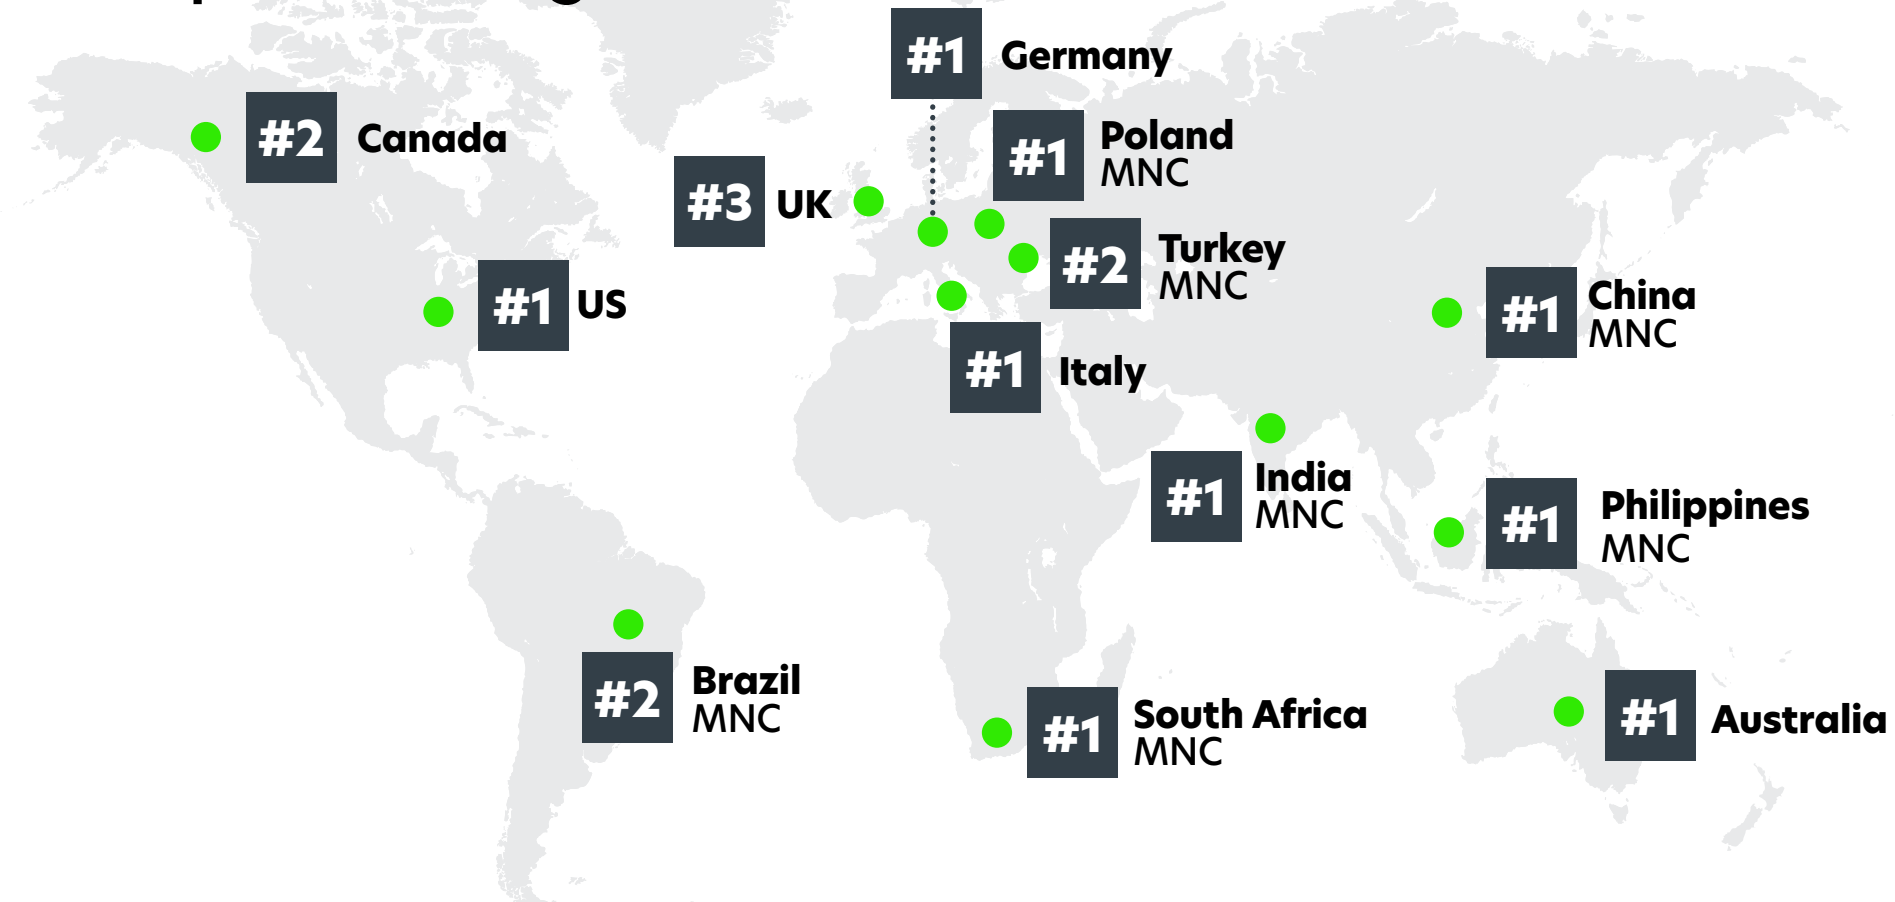 #1 Germany
#2 Canada
#1 Poland
MNC
#3 UK
#2 Turkey
MNC
#1 US
#1 China
MNC
#1 Italy
#1 India
MNC
#1 Philippines
MNC
#2 Brazil
MNC
#1 South Africa
MNC
#1 Australia